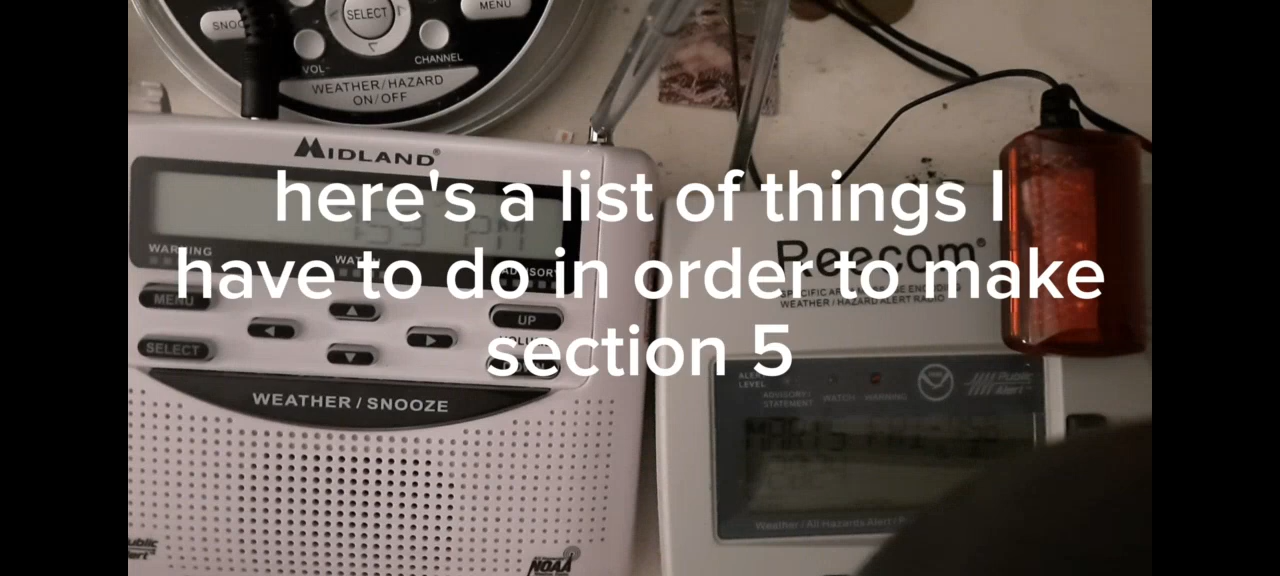 SELECT
MENU
VOL-
CHANNEL
WEATHER/HAZARD
ON/OFF
MIDLAND®
here's a list of things I
have to do in order to make
section 5
WARNING
MENU
SELECT
UP
WEATHER / SNOOZE
NOAA
Reecom®
WEATHER / HAZARD ALERT RADIO
ALERT
LEVEL
ADVISORY/
STATEMENT
WATCH
WARNING
Public
Alert